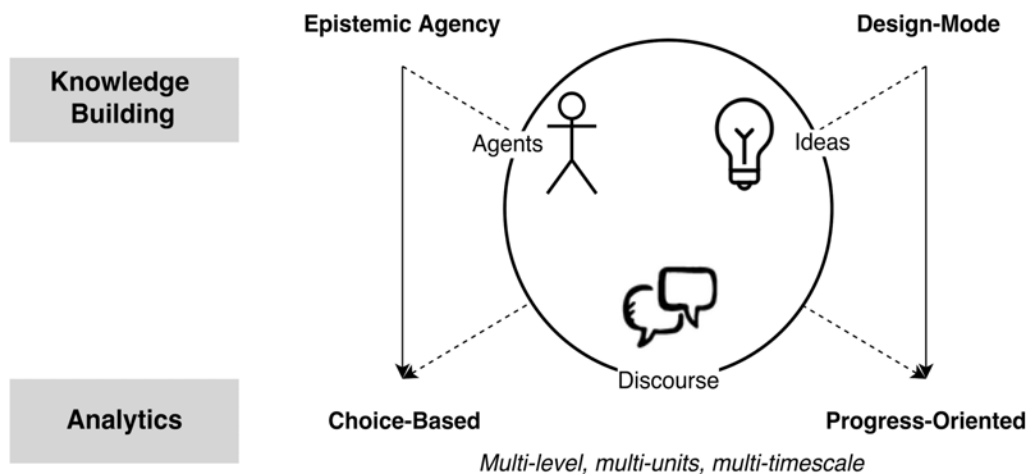 Epistemic Agency
Design-Mode
Knowledge
Building
Agents
Ideas
Discourse
Analytics
Choice-Based
Progress-Oriented
Multi-level, multi-units, multi-timescale